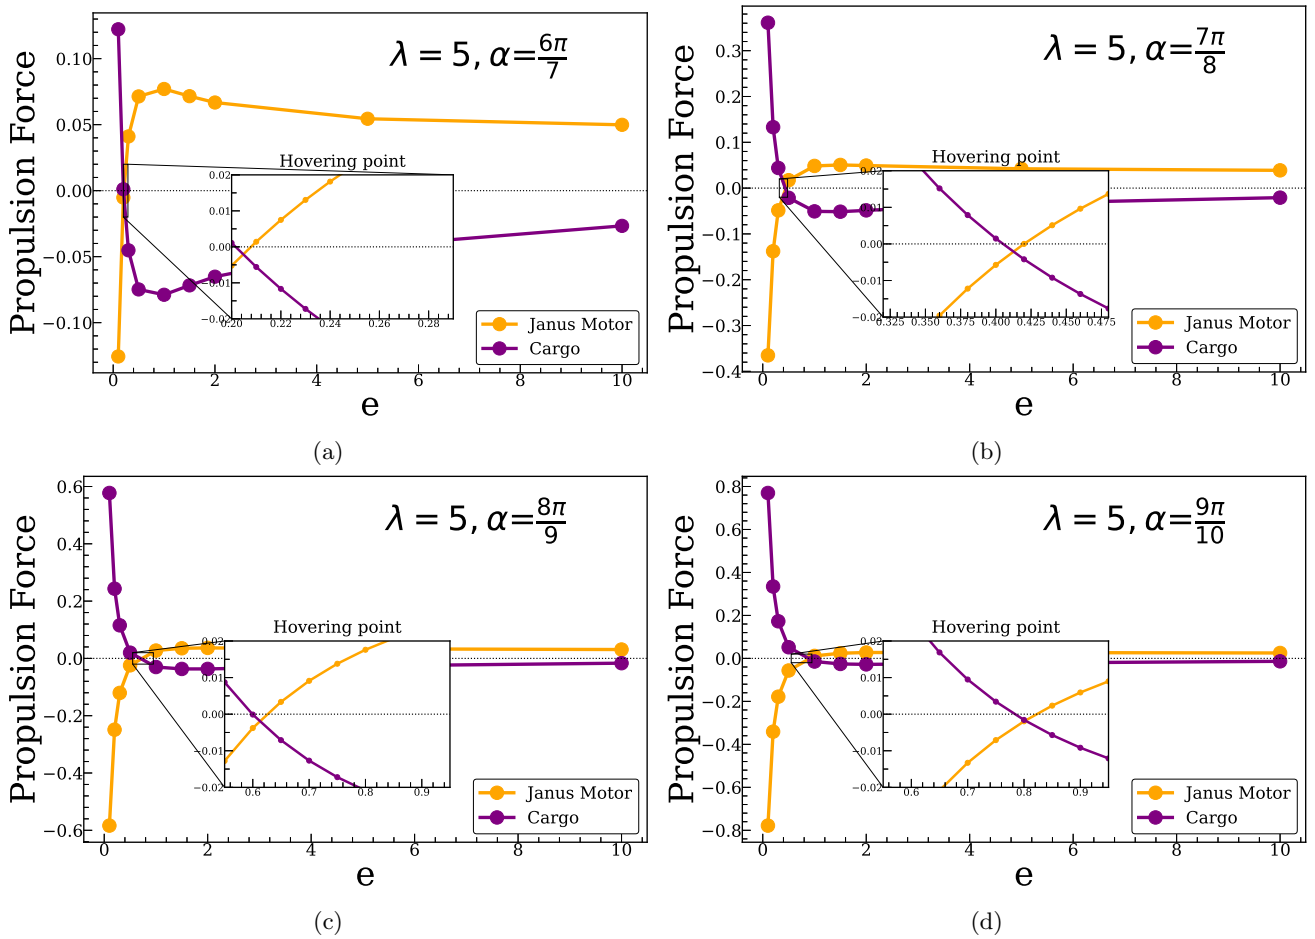 Propulsion Force
0.10
0.05
0.00
−0.05
−0.10
λ = 5, α=6π/7
Hovering point
0.02
0.01
0.00
−0.01
−0.02
0.20 0.22 0.24 0.26 0.28
Janus Motor
Cargo
0 2 4 6 8 10
e
(a)
Propulsion Force
0.3
0.2
0.1
0.0
−0.1
−0.2
−0.3
−0.4
λ = 5, α=7π/8
Hovering point
0.02
0.01
0.00
−0.01
−0.02
0.325 0.350 0.375 0.400 0.425 0.450 0.475
Janus Motor
Cargo
0 2 4 6 8 10
e
(b)
Propulsion Force
0.6
0.4
0.2
0.0
−0.2
−0.4
−0.6
λ = 5, α=8π/9
Hovering point
0.02
0.01
0.00
−0.01
−0.02
0.6 0.7 0.8 0.9
Janus Motor
Cargo
0 2 4 6 8 10
e
(c)
Propulsion Force
0.8
0.6
0.4
0.2
0.0
−0.2
−0.4
−0.6
−0.8
λ = 5, α=9π/10
Hovering point
0.02
0.01
0.00
−0.01
−0.02
0.6 0.7 0.8 0.9
Janus Motor
Cargo
0 2 4 6 8 10
e
(d)